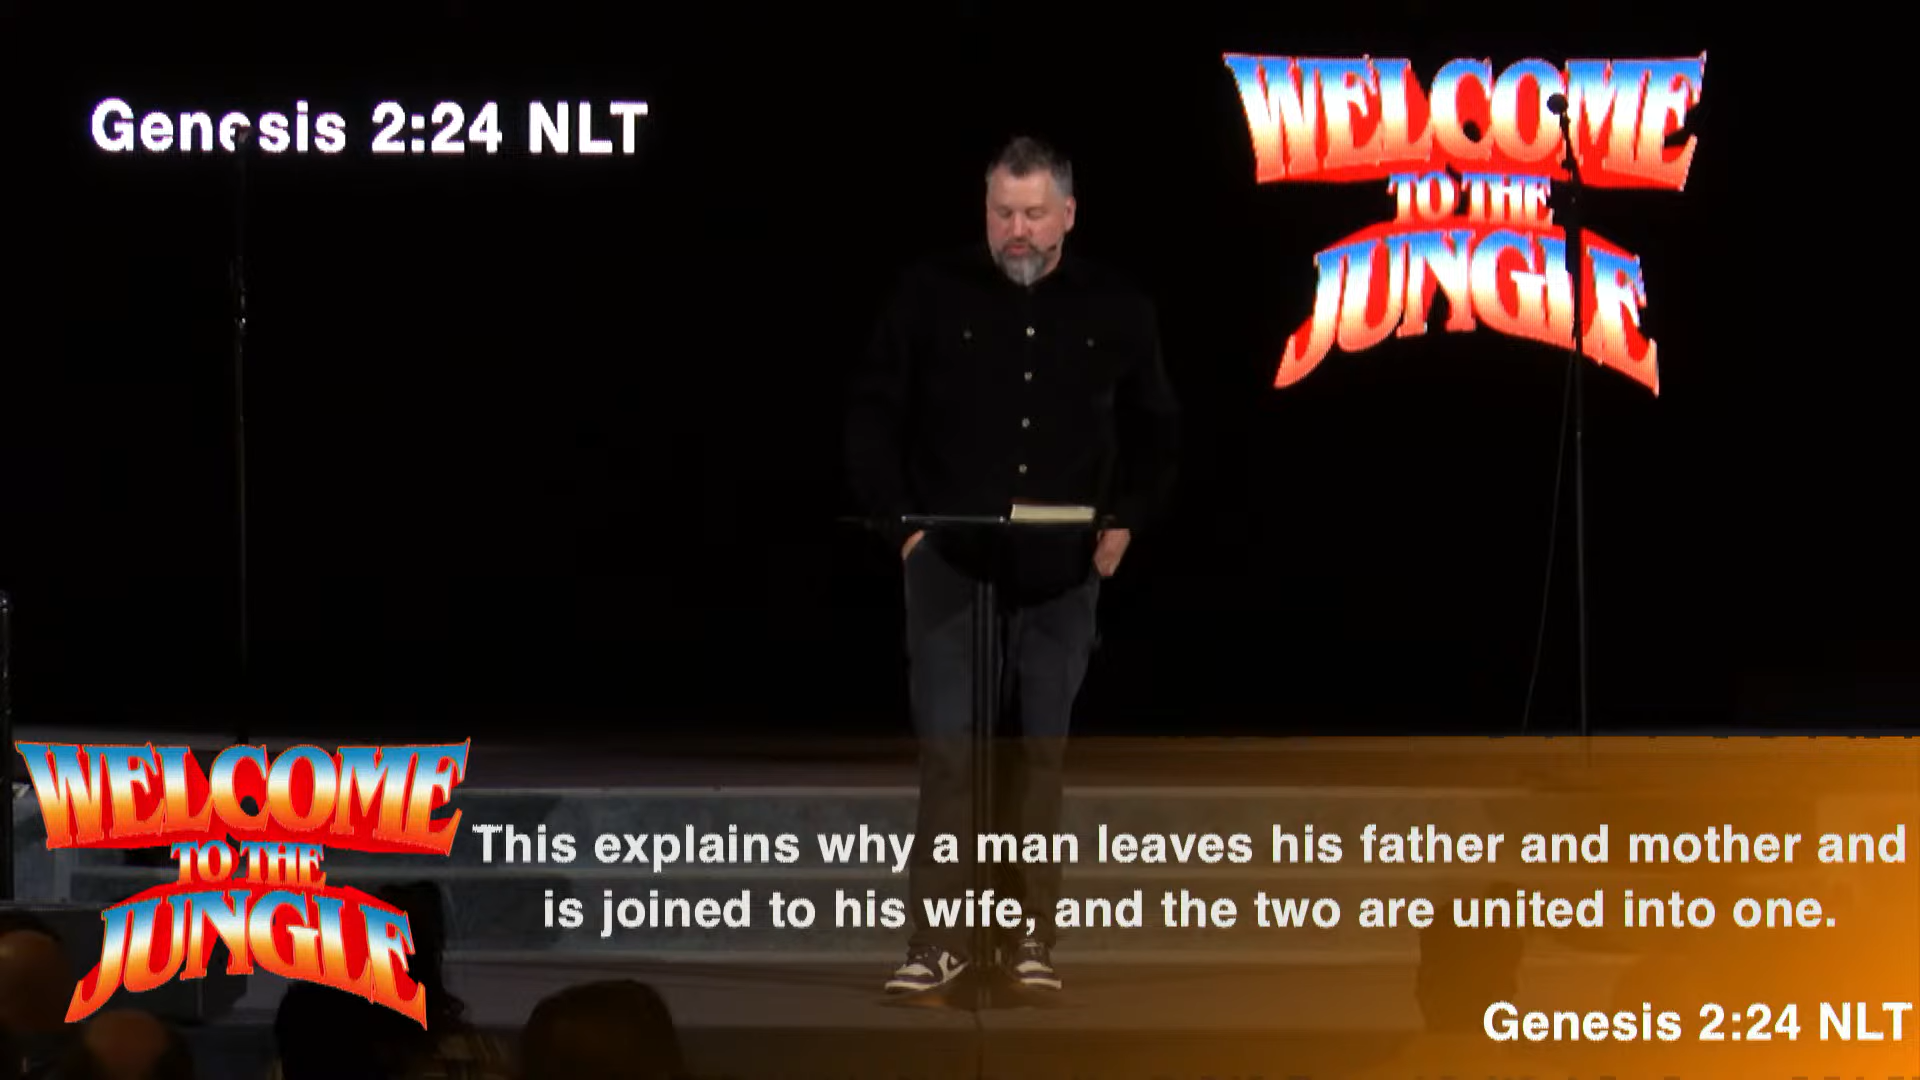 Genesis 2:24 NLT
WELCOME
TO THE
JUNGLE
WELCOME
TO THE
JUNGLE
This explains why a man leaves his father and mother and
is joined to his wife, and the two are united into one.
Genesis 2:24 NLT